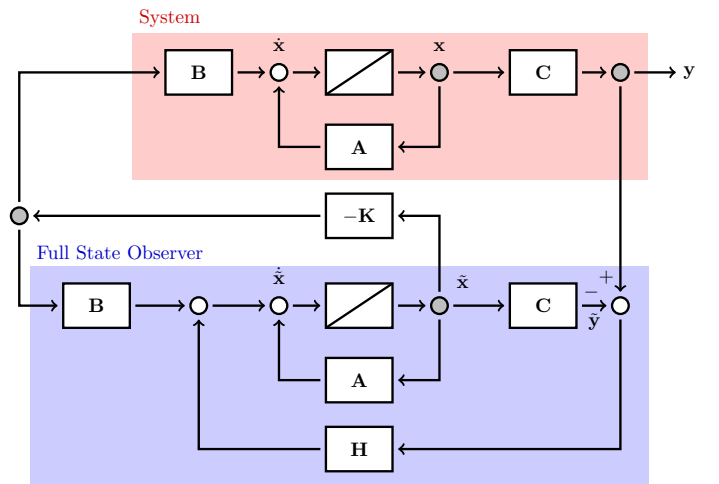 System
ẋ
x
B
C
y
A
−K
Full State Observer
x̃̇
x̃
+
−
B
C
ỹ
A
H